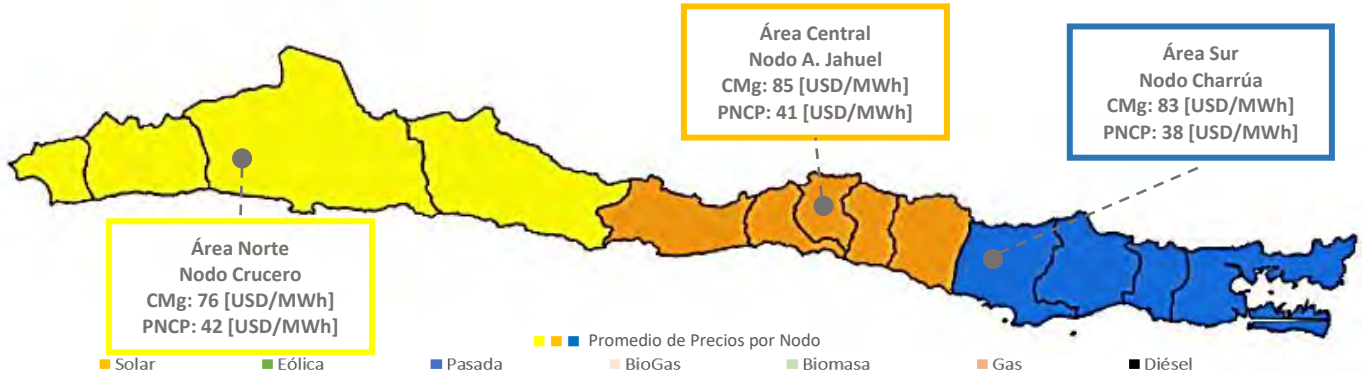 Área Central
Nodo A. Jahuel
CMg: 85 [USD/MWh]
PNCP: 41 [USD/MWh]
Área Sur
Nodo Charrúa
CMg: 83 [USD/MWh]
PNCP: 38 [USD/MWh]
Área Norte
Nodo Crucero
CMg: 76 [USD/MWh]
PNCP: 42 [USD/MWh]
Promedio de Precios por Nodo
Solar Eólica Pasada BioGas Biomasa Gas Diésel